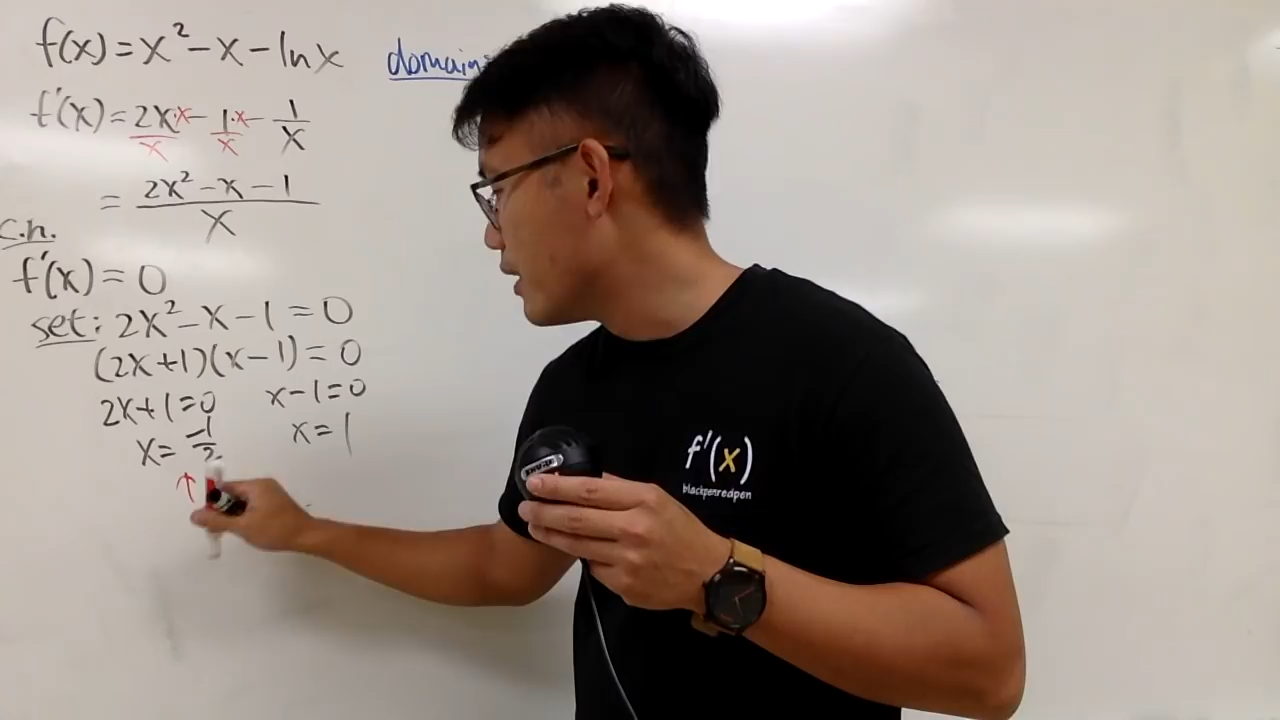 f(x)=x²-x-ln x domain
f'(x)=2x·x/x-1·x/x-1/x
=(2x²-x-1)/x
c.n.
f'(x)=0
set: 2x²-x-1=0
(2x+1)(x-1)=0
2x+1=0 x-1=0
x=-1/2 x=1
↑
f'(x)
blackpenredpen